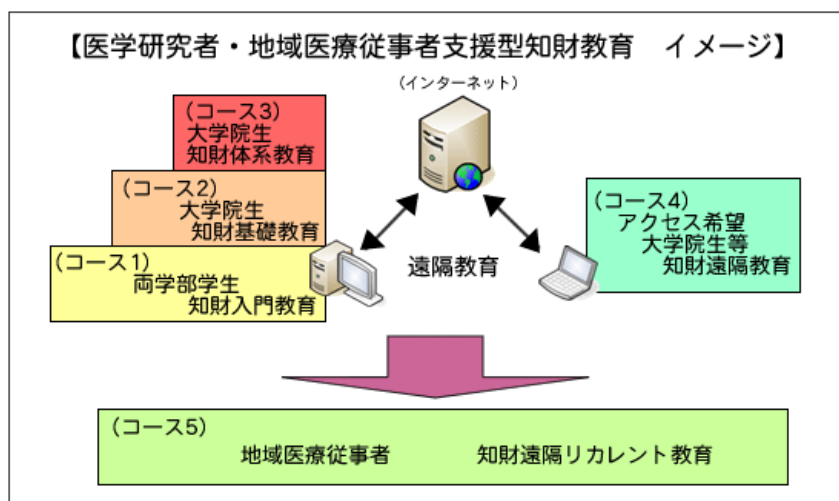 【医学研究者・地域医療従事者支援型知財教育　イメージ】
（インターネット）
（コース3）
大学院生
知財体系教育
（コース2）
大学院生
知財基礎教育
（コース1）
両学部学生
知財入門教育
遠隔教育
（コース4）
アクセス希望
大学院生等
知財遠隔教育
（コース5）
地域医療従事者　　知財遠隔リカレント教育